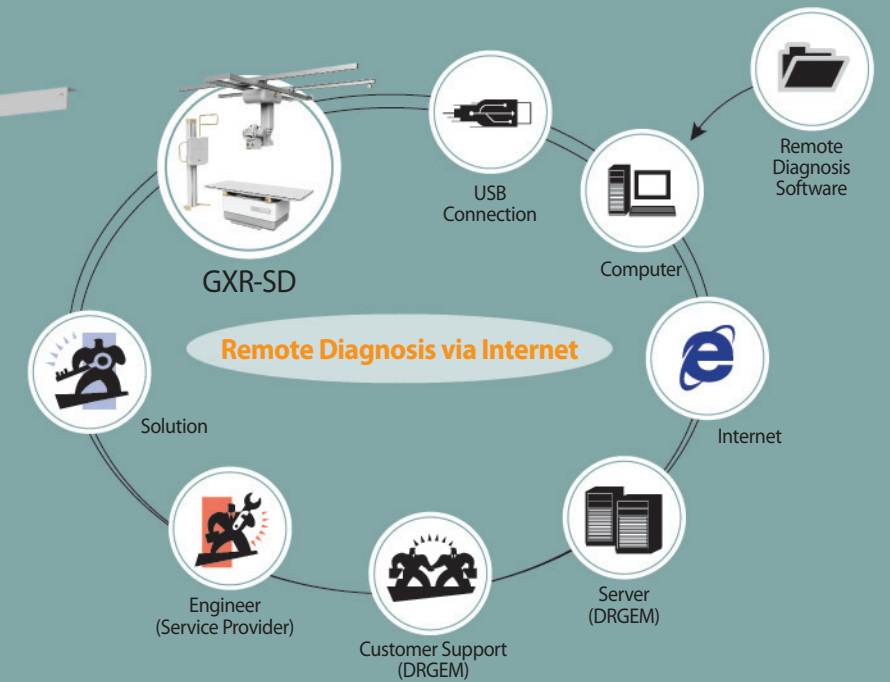 Remote
Diagnosis
Software
USB
Connection
Computer
GXR-SD
Remote Diagnosis via Internet
Solution
Internet
Engineer
(Service Provider)
Server
(DRGEM)
Customer Support
(DRGEM)